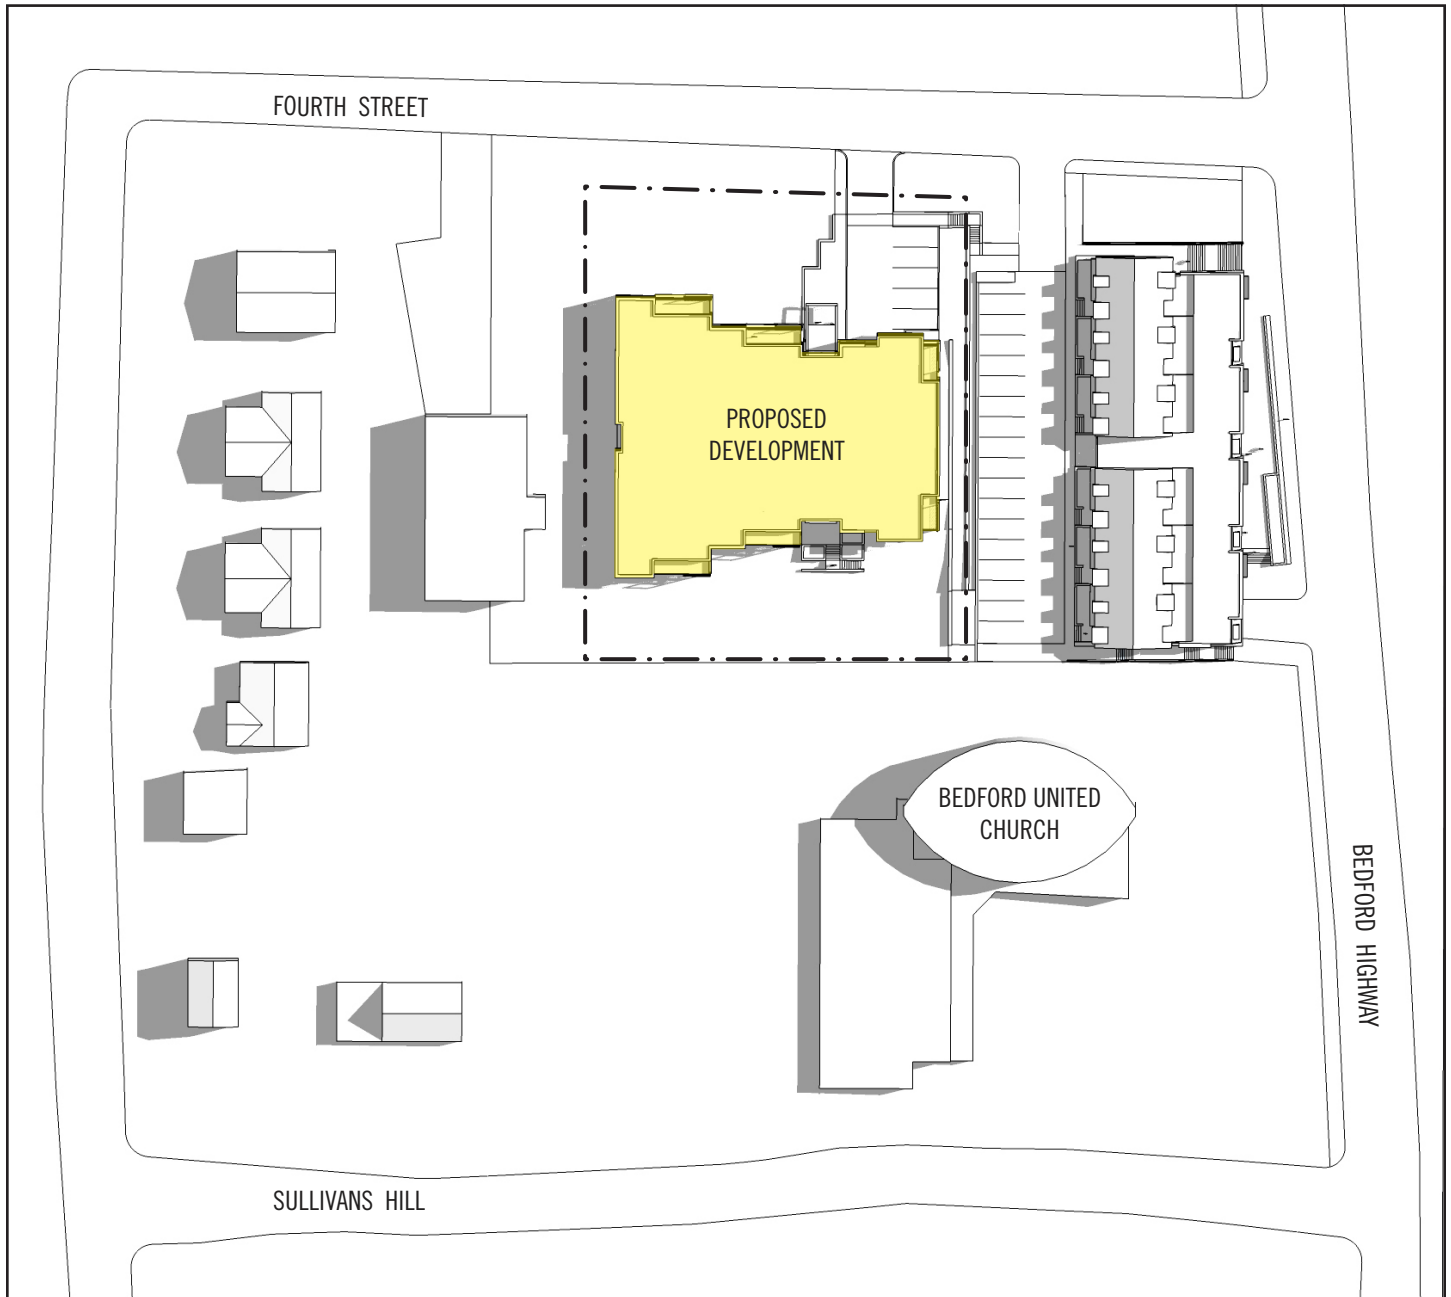 FOURTH STREET
PROPOSED
DEVELOPMENT
BEDFORD UNITED
CHURCH
BEDFORD HIGHWAY
SULLIVANS HILL